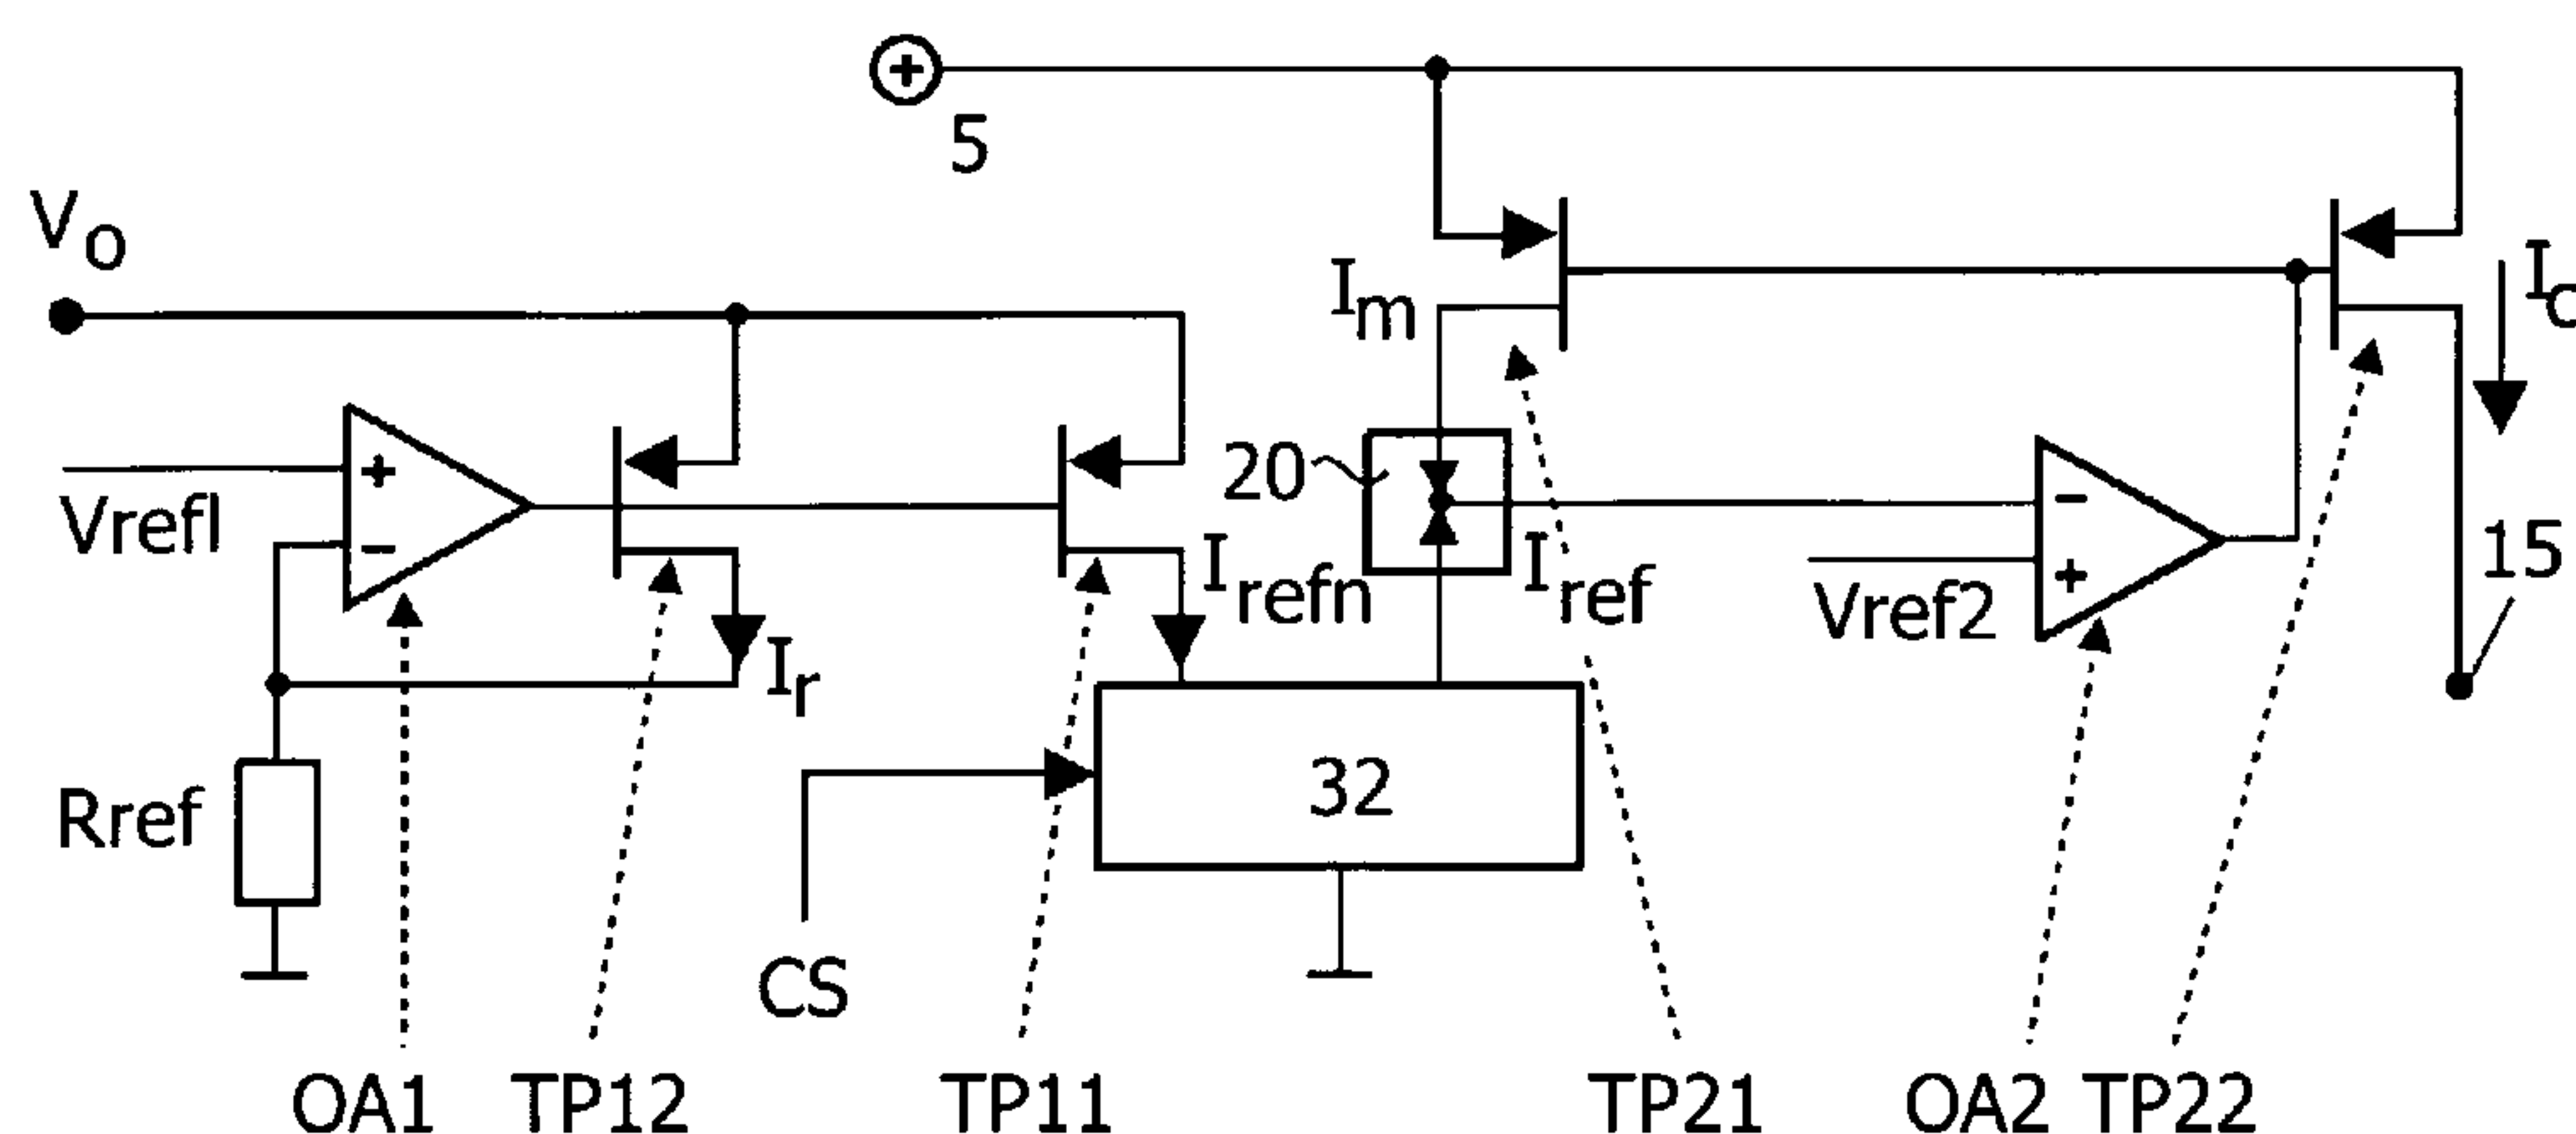 +
5
Vo
Im
Ic
+
-
Vrefl
20
Irefn
Iref
-
+
Vref2
15
Ir
Rref
32
CS
OA1 TP12 TP11 TP21 OA2 TP22